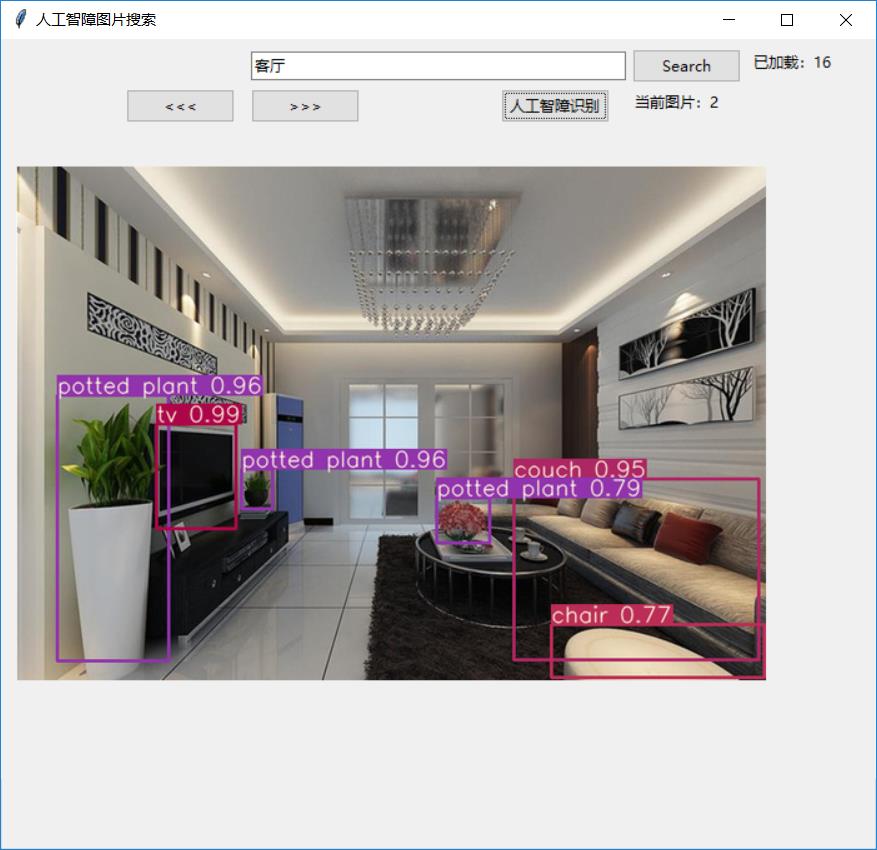 人工智障图片搜索
客厅
Search
已加载：16
<<<
>>>
人工智障识别
当前图片：2
potted plant 0.96
tv 0.99
potted plant 0.96
couch 0.95
potted plant 0.79
chair 0.77